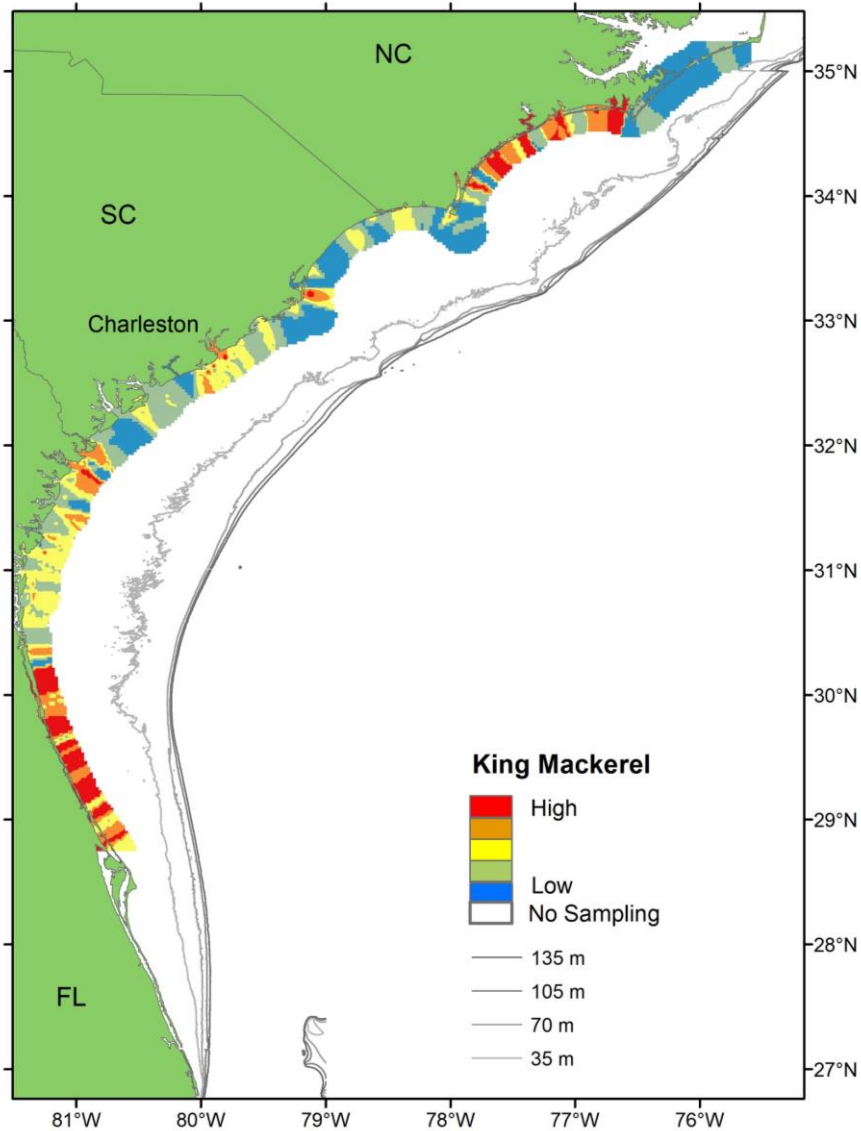 NC
35°N
34°N
SC
Charleston
33°N
32°N
31°N
30°N
King Mackerel
High
29°N
Low
No Sampling
28°N
135 m
FL
105 m
70 m
35 m
27°N
81°W 80°W 79°W 78°W 77°W 76°W